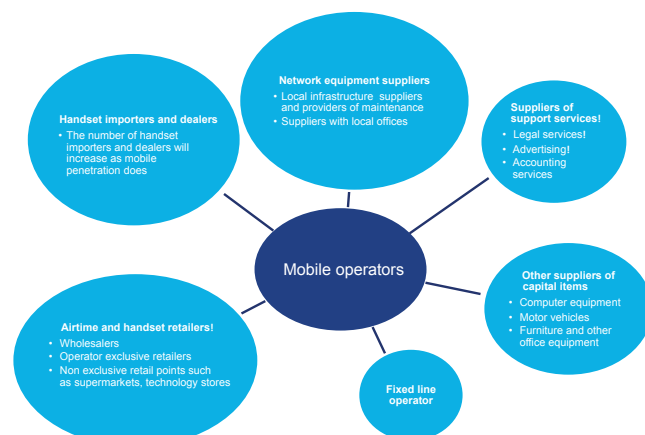 Network equipment suppliers
• Local infrastructure suppliers
and providers of maintenance
• Suppliers with local offices
Handset importers and dealers
• The number of handset
importers and dealers will
increase as mobile
penetration does
Suppliers of
support services!
• Legal services!
• Advertising!
• Accounting
services
Mobile operators
Other suppliers of
capital items
• Computer equipment
• Motor vehicles
• Furniture and other
office equipment
Airtime and handset retailers!
• Wholesalers
• Operator exclusive retailers
• Non exclusive retail points such
as supermarkets, technology stores
Fixed line
operator